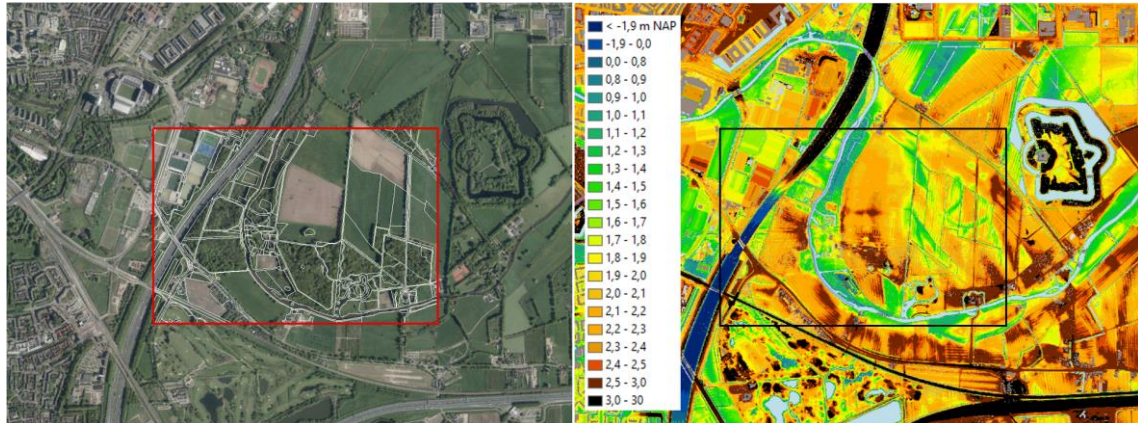 < -1,9 m NAP
-1,9 - 0,0
0,0 - 0,8
0,8 - 0,9
0,9 - 1,0
1,0 - 1,1
1,1 - 1,2
1,2 - 1,3
1,3 - 1,4
1,4 - 1,5
1,5 - 1,6
1,6 - 1,7
1,7 - 1,8
1,8 - 1,9
1,9 - 2,0
2,0 - 2,1
2,1 - 2,2
2,2 - 2,3
2,3 - 2,4
2,4 - 2,5
2,5 - 3,0
3,0 - 30